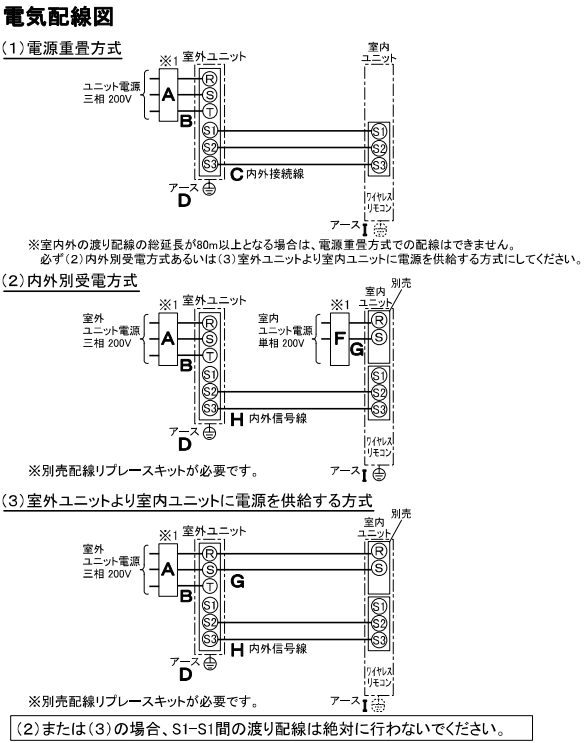 電気配線図
(1)電源重畳方式
※1 室外ユニット
室内
ユニット
ユニット電源
三相 200V
A
B
R
S
T
S1
S2
S3
S1
S2
S3
C 内外接続線
アース
D
ワイヤレス
リモコン
アース I
※室内外の渡り配線の総延長が80m以上となる場合は、電源重畳方式での配線はできません。
必ず(2)内外別受電方式あるいは(3)室外ユニットより室内ユニットに電源を供給する方式にしてください。
(2)内外別受電方式
※1 室外ユニット
※1
室内
ユニット
別売
室外
ユニット電源
三相 200V
A
B
R
S
T
S1
S2
S3
室内
ユニット電源
単相 200V
F
G
R
S
S1
S2
S3
H 内外信号線
アース
D
ワイヤレス
リモコン
アース I
※別売配線リプレースキットが必要です。
(3)室外ユニットより室内ユニットに電源を供給する方式
※1 室外ユニット
室内
ユニット
別売
室外
ユニット電源
三相 200V
A
B
R
S
T
S1
S2
S3
G
R
S
S1
S2
S3
H 内外信号線
アース
D
ワイヤレス
リモコン
アース I
※別売配線リプレースキットが必要です。
(2)または(3)の場合、S1-S1間の渡り配線は絶対に行わないでください。